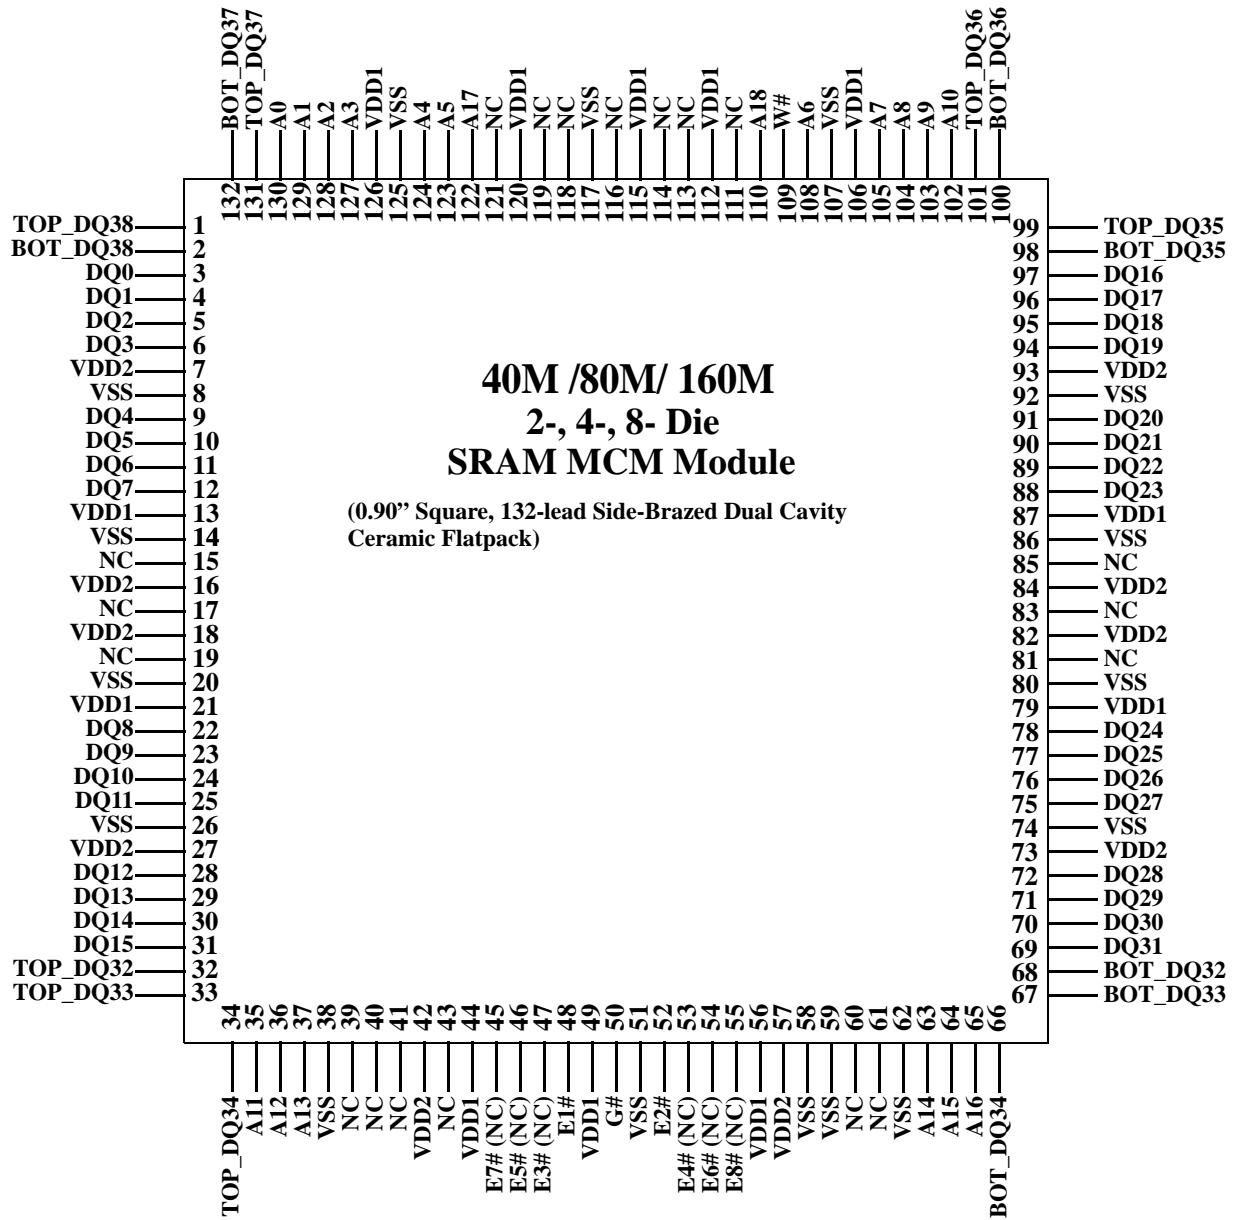 BOT_DQ37
TOP_DQ37
A0
A1
A2
A3
VDD1
VSS
A4
A5
A17
NC
VDD1
NC
NC
VSS
NC
VDD1
NC
NC
VDD1
NC
A18
W#
A6
VSS
VDD1
A7
A8
A9
A10
TOP_DQ36
BOT_DQ36
132
131
130
129
128
127
126
125
124
123
122
121
120
119
118
117
116
115
114
113
112
111
110
109
108
107
106
105
104
103
102
101
100
TOP_DQ38 1 99 TOP_DQ35
BOT_DQ38 2 98 BOT_DQ35
DQ0 3 97 DQ16
DQ1 4 96 DQ17
DQ2 5 95 DQ18
DQ3 6 94 DQ19
VDD2 7 93 VDD2
VSS 8 92 VSS
DQ4 9 91 DQ20
DQ5 10 90 DQ21
DQ6 11 89 DQ22
DQ7 12 88 DQ23
VDD1 13 87 VDD1
VSS 14 86 VSS
NC 15 85 NC
VDD2 16 84 VDD2
NC 17 83 NC
VDD2 18 82 VDD2
NC 19 81 NC
VSS 20 80 VSS
VDD1 21 79 VDD1
DQ8 22 78 DQ24
DQ9 23 77 DQ25
DQ10 24 76 DQ26
DQ11 25 75 DQ27
VSS 26 74 VSS
VDD2 27 73 VDD2
DQ12 28 72 DQ28
DQ13 29 71 DQ29
DQ14 30 70 DQ30
DQ15 31 69 DQ31
TOP_DQ32 32 68 BOT_DQ32
TOP_DQ33 33 67 BOT_DQ33
40M /80M/ 160M
2-, 4-, 8- Die
SRAM MCM Module
(0.90” Square, 132-lead Side-Brazed Dual Cavity
Ceramic Flatpack)
34
35
36
37
38
39
40
41
42
43
44
45
46
47
48
49
50
51
52
53
54
55
56
57
58
59
60
61
62
63
64
65
66
TOP_DQ34
A11
A12
A13
VSS
NC
NC
NC
VDD2
NC
VDD1
E7# (NC)
E5# (NC)
E3# (NC)
E1#
VDD1
G#
VSS
E2#
E4# (NC)
E6# (NC)
E8# (NC)
VDD1
VDD2
VSS
VSS
NC
NC
VSS
A14
A15
A16
BOT_DQ34